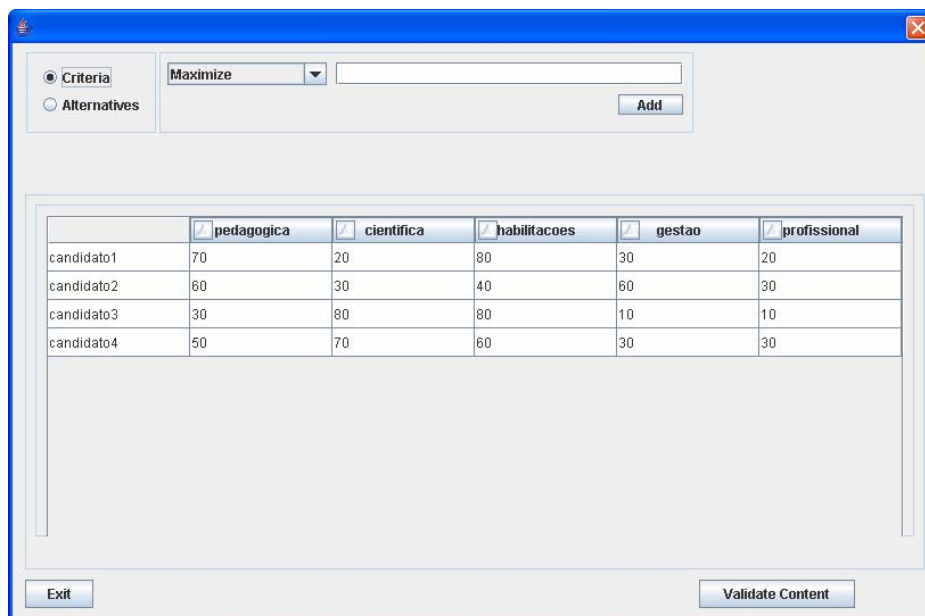 Criteria
Maximize
Alternatives
Add
pedagogica cientifica habilitacoes gestao profissional
candidato1 70 20 80 30 20
candidato2 60 30 40 60 30
candidato3 30 80 80 10 10
candidato4 50 70 60 30 30
Exit Validate Content